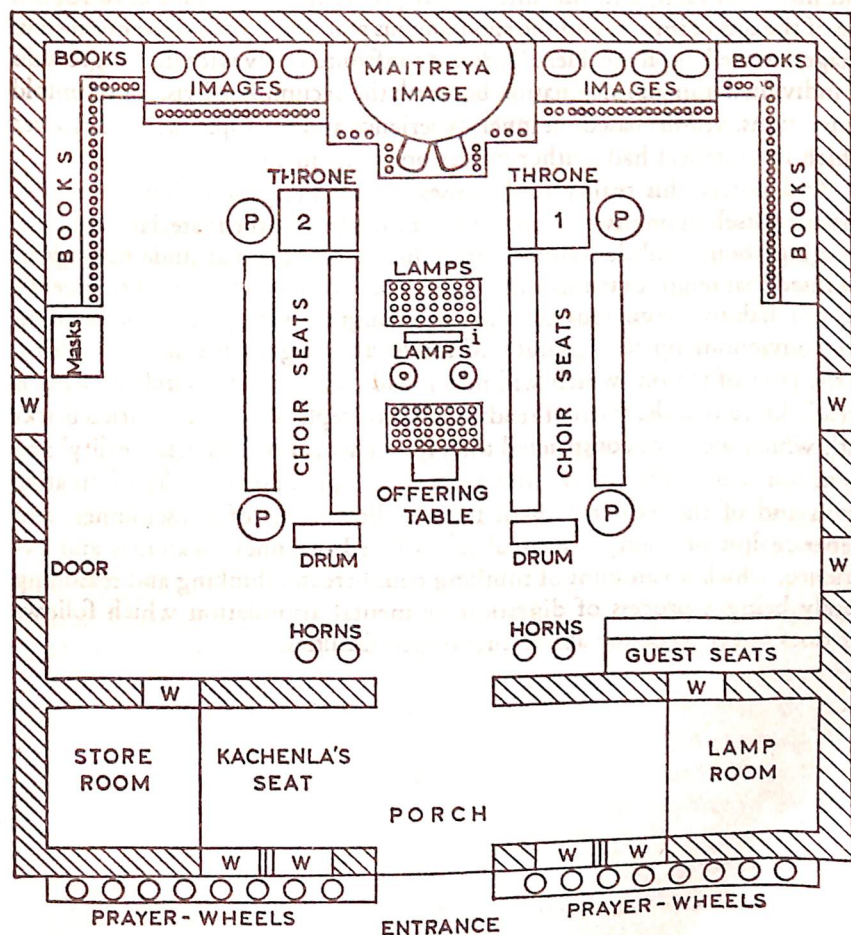 BOOKS
IMAGES
MAITREYA
IMAGE
IMAGES
BOOKS
BOOKS
BOOKS
THRONE
THRONE
P
2
1
P
LAMPS
i
LAMPS
Masks
CHOIR SEATS
CHOIR SEATS
W
W
W
W
OFFERING
TABLE
P
P
DRUM
DRUM
DOOR
HORNS
HORNS
GUEST SEATS
W
W
STORE
ROOM
KACHENLA'S
SEAT
LAMP
ROOM
PORCH
W
W
W
W
PRAYER-WHEELS
ENTRANCE
PRAYER-WHEELS